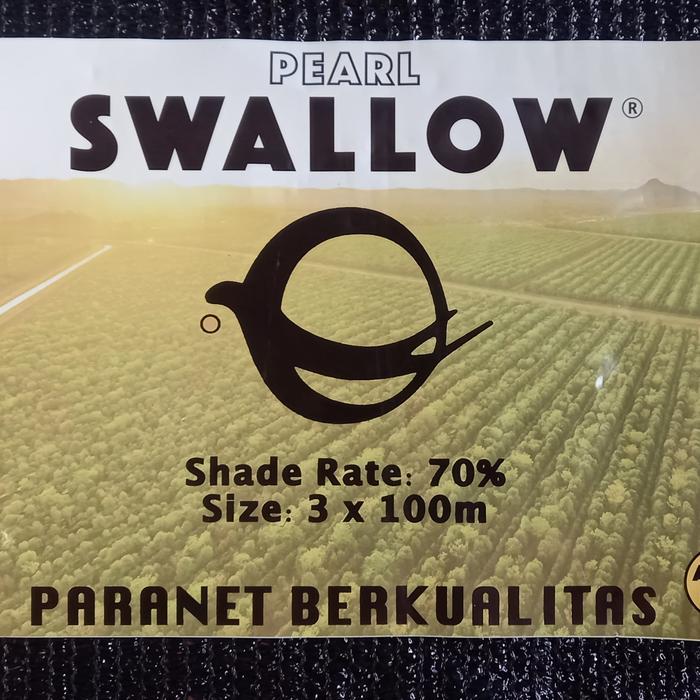 PEARL
SWALLOW®
Shade Rate: 70%
Size: 3 x 100m
PARANET BERKUALITAS